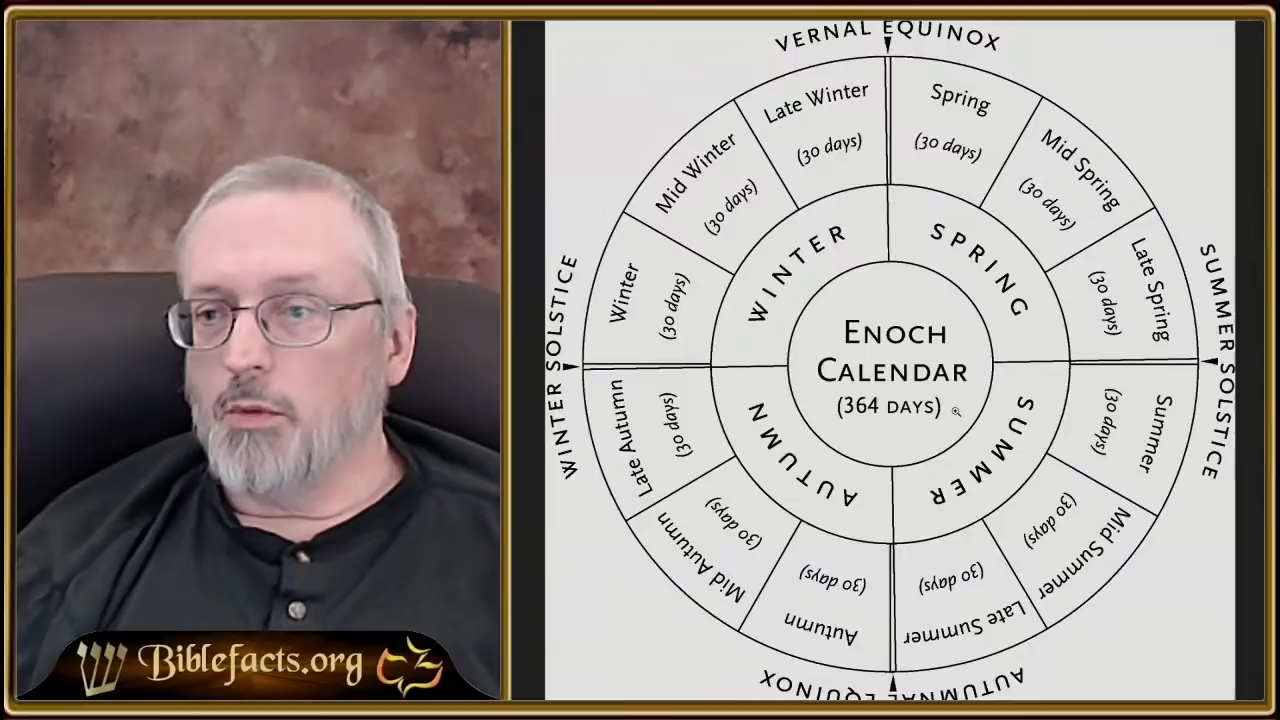 VERNAL EQUINOX
Spring
(30 days)
Mid Spring
(30 days)
Late Spring
(30 days)
SUMMER SOLSTICE
Summer
(30 days)
Mid Summer
(30 days)
Late Summer
(30 days)
AUTUMNAL EQUINOX
Autumn
(30 days)
Mid Autumn
(30 days)
Late Autumn
(30 days)
WINTER SOLSTICE
Winter
(30 days)
Mid Winter
(30 days)
Late Winter
(30 days)
SPRING
SUMMER
AUTUMN
WINTER
ENOCH
CALENDAR
(364 DAYS)
Biblefacts.org